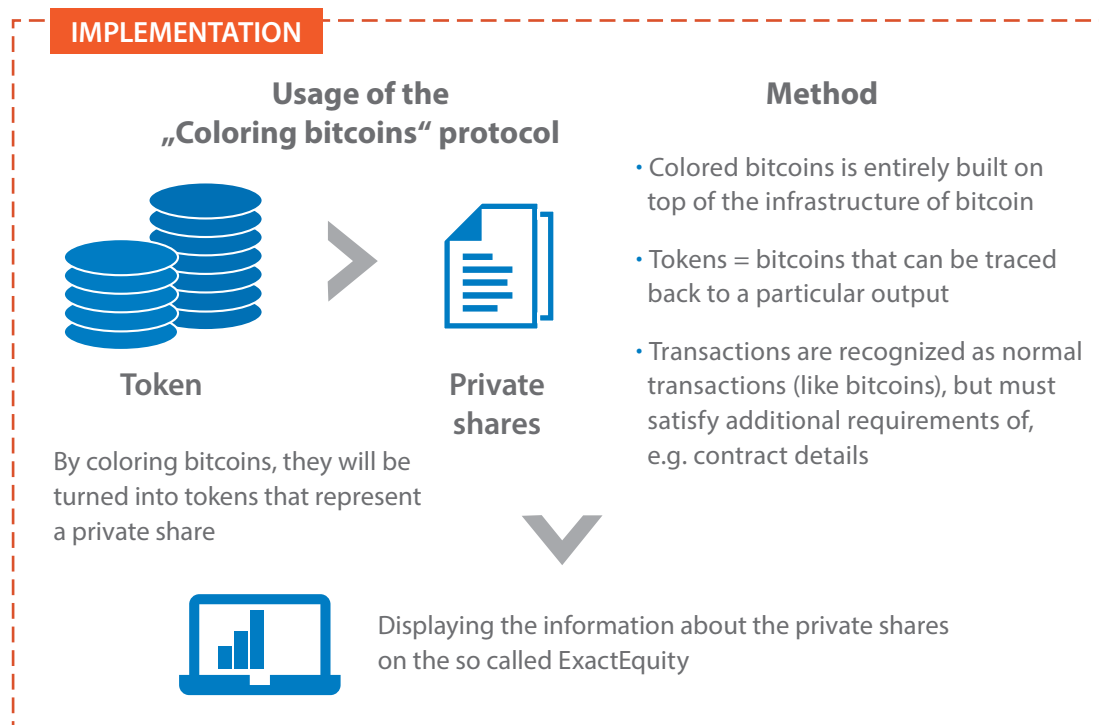 IMPLEMENTATION
Usage of the
„Coloring bitcoins“ protocol
Token
Private
shares
By coloring bitcoins, they will be
turned into tokens that represent
a private share
Method
• Colored bitcoins is entirely built on
top of the infrastructure of bitcoin
• Tokens = bitcoins that can be traced
back to a particular output
• Transactions are recognized as normal
transactions (like bitcoins), but must
satisfy additional requirements of,
e.g. contract details
Displaying the information about the private shares
on the so called ExactEquity